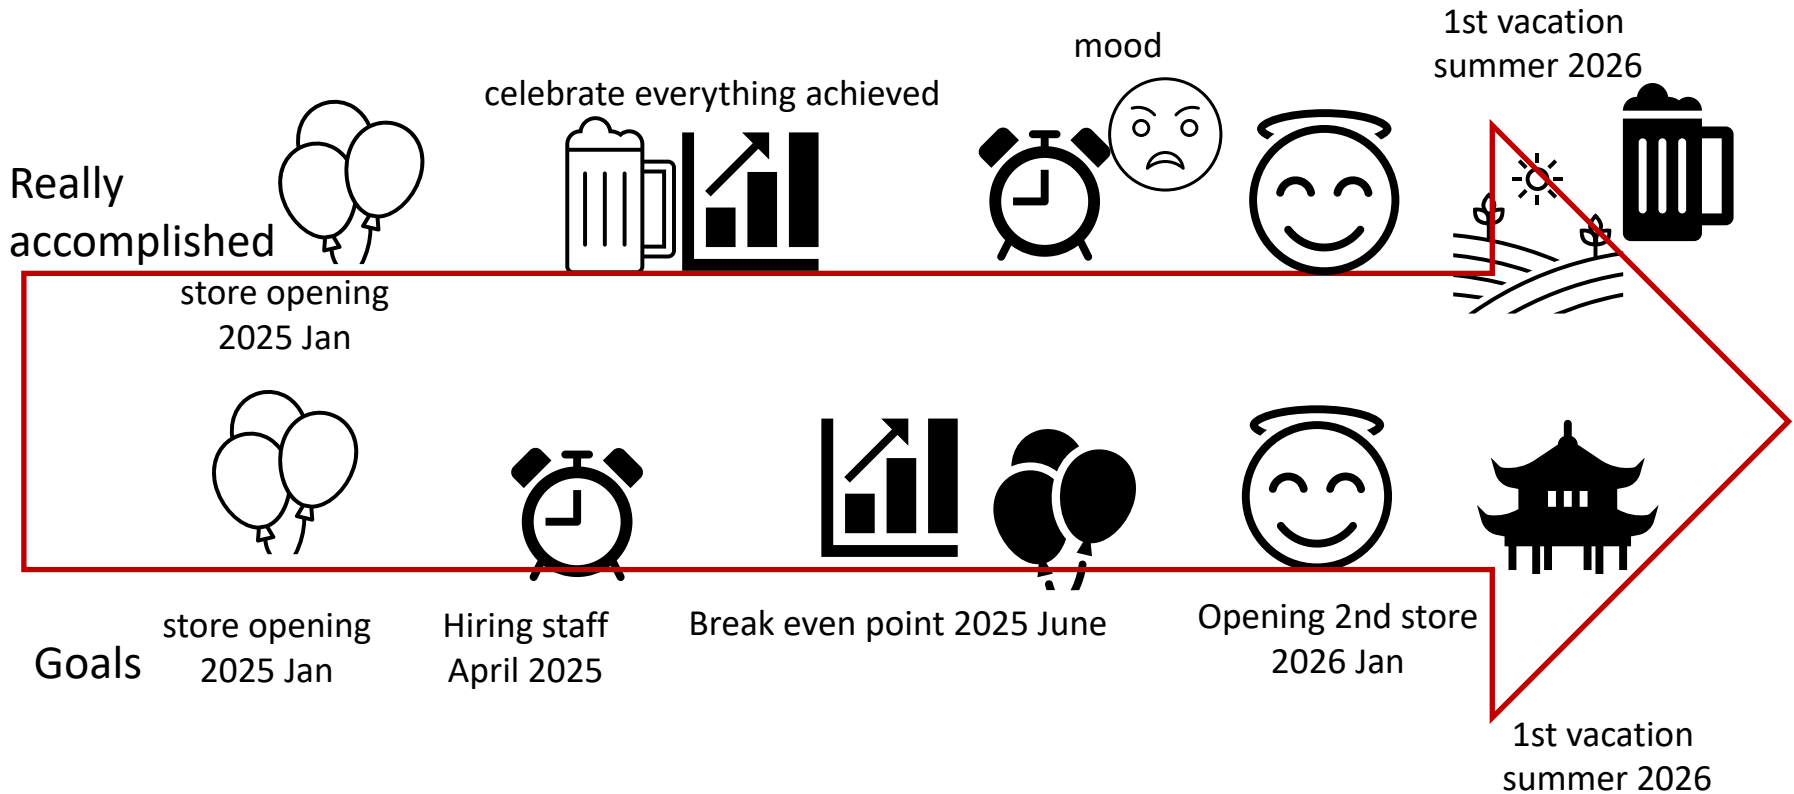 1st vacation
summer 2026
mood
celebrate everything achieved
Really
accomplished
store opening
2025 Jan
Goals
store opening
2025 Jan
Hiring staff
April 2025
Break even point 2025 June
Opening 2nd store
2026 Jan
1st vacation
summer 2026